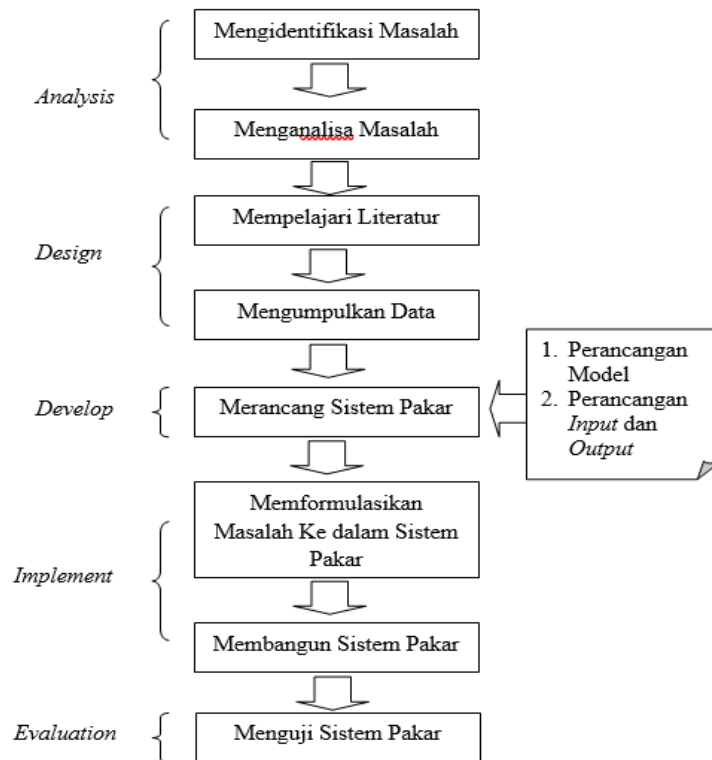 Mengidentifikasi Masalah
Analysis
Menganalisa Masalah
Mempelajari Literatur
Design
Mengumpulkan Data
1. Perancangan
Model
2. Perancangan
Input dan
Output
Develop
Merancang Sistem Pakar
Memformulasikan
Masalah Ke dalam Sistem
Pakar
Implement
Membangun Sistem Pakar
Evaluation
Menguji Sistem Pakar